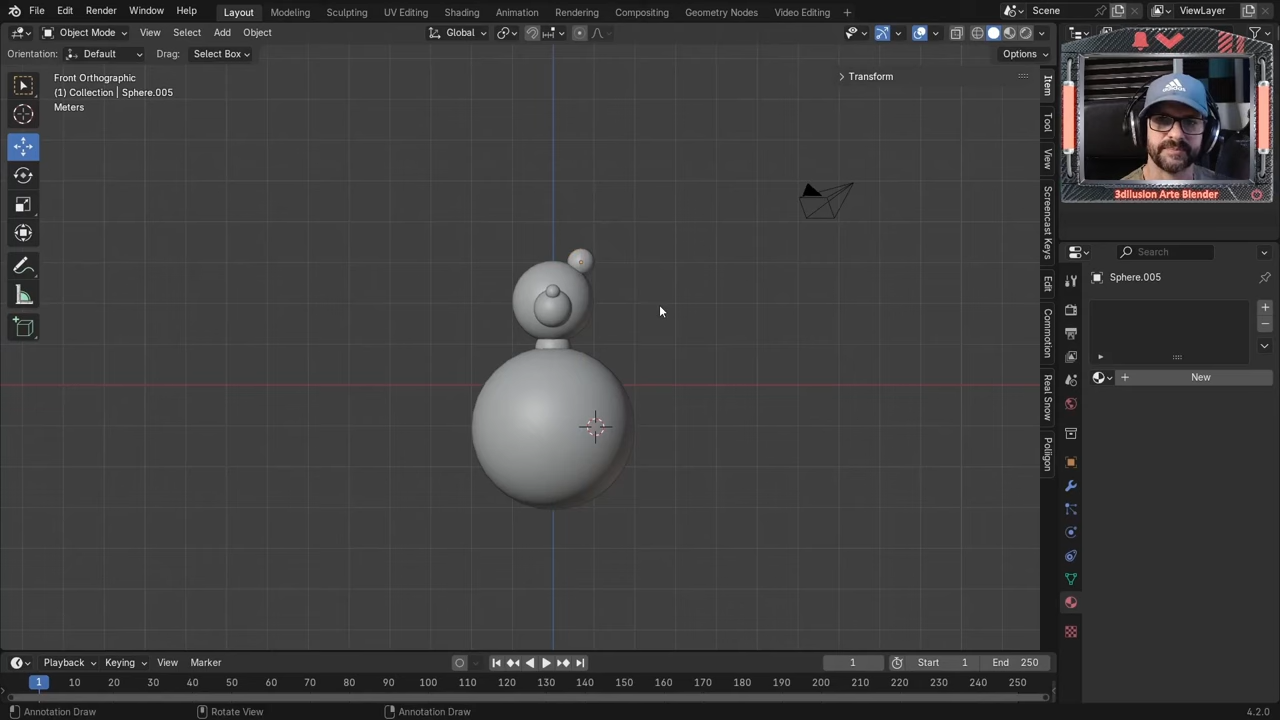 File Edit Render Window Help Layout Modeling Sculpting UV Editing Shading Animation Rendering Compositing Geometry Nodes Video Editing + Scene ViewLayer
Object Mode View Select Add Object Global
Orientation: Default Drag: Select Box Options
Front Orthographic
(1) Collection | Sphere.005
Meters
Transform
Item
Tool
View
Screencast Keys
Edit
Commotion
Real Snow
Poliigon
adidas
3dIlusion Arte Blender
Search
Sphere.005
New
Playback Keying View Marker 1 Start 1 End 250
1 10 20 30 40 50 60 70 80 90 100 110 120 130 140 150 160 170 180 190 200 210 220 230 240 250
Annotation Draw Rotate View Annotation Draw 4.2.0